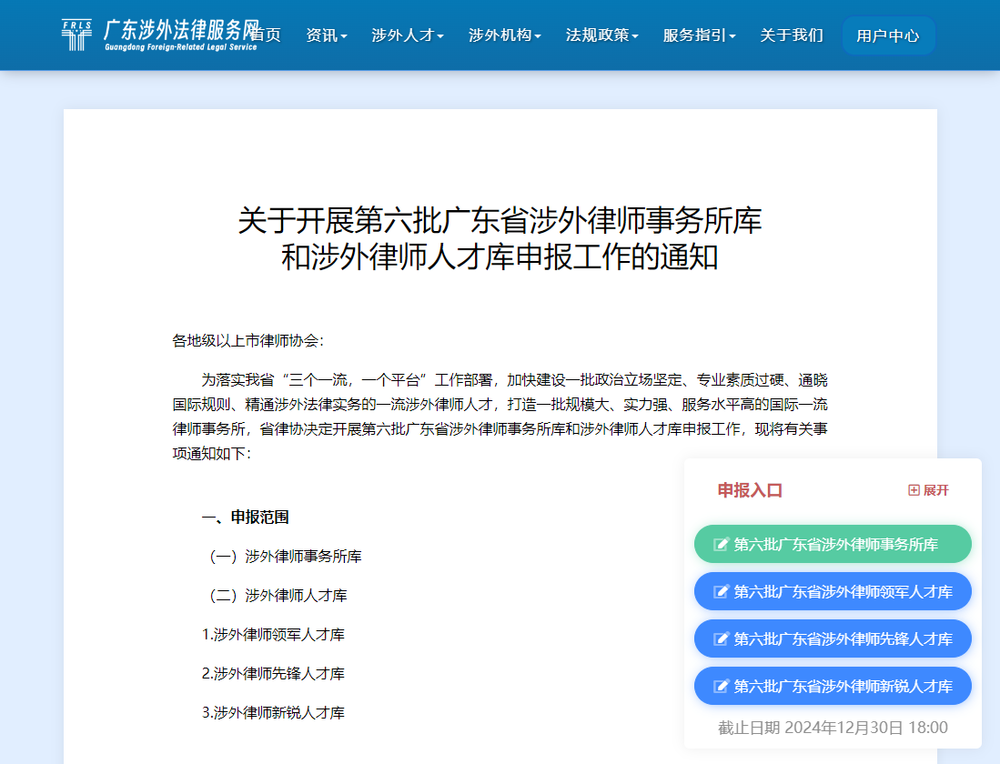 FRLS
广东涉外法律服务网
Guangdong Foreign-Related Legal Service
首页 资讯 涉外人才 涉外机构 法规政策 服务指引 关于我们 用户中心
关于开展第六批广东省涉外律师事务所库
和涉外律师人才库申报工作的通知
各地级以上市律师协会：
为落实我省“三个一流，一个平台”工作部署，加快建设一批政治立场坚定、专业素质过硬、通晓
国际规则、精通涉外法律实务的一流涉外律师人才，打造一批规模大、实力强、服务水平高的国际一流
律师事务所，省律协决定开展第六批广东省涉外律师事务所库和涉外律师人才库申报工作，现将有关事
项通知如下：
一、申报范围
（一）涉外律师事务所库
（二）涉外律师人才库
1.涉外律师领军人才库
2.涉外律师先锋人才库
3.涉外律师新锐人才库
申报入口 展开
第六批广东省涉外律师事务所库
第六批广东省涉外律师领军人才库
第六批广东省涉外律师先锋人才库
第六批广东省涉外律师新锐人才库
截止日期 2024年12月30日 18:00